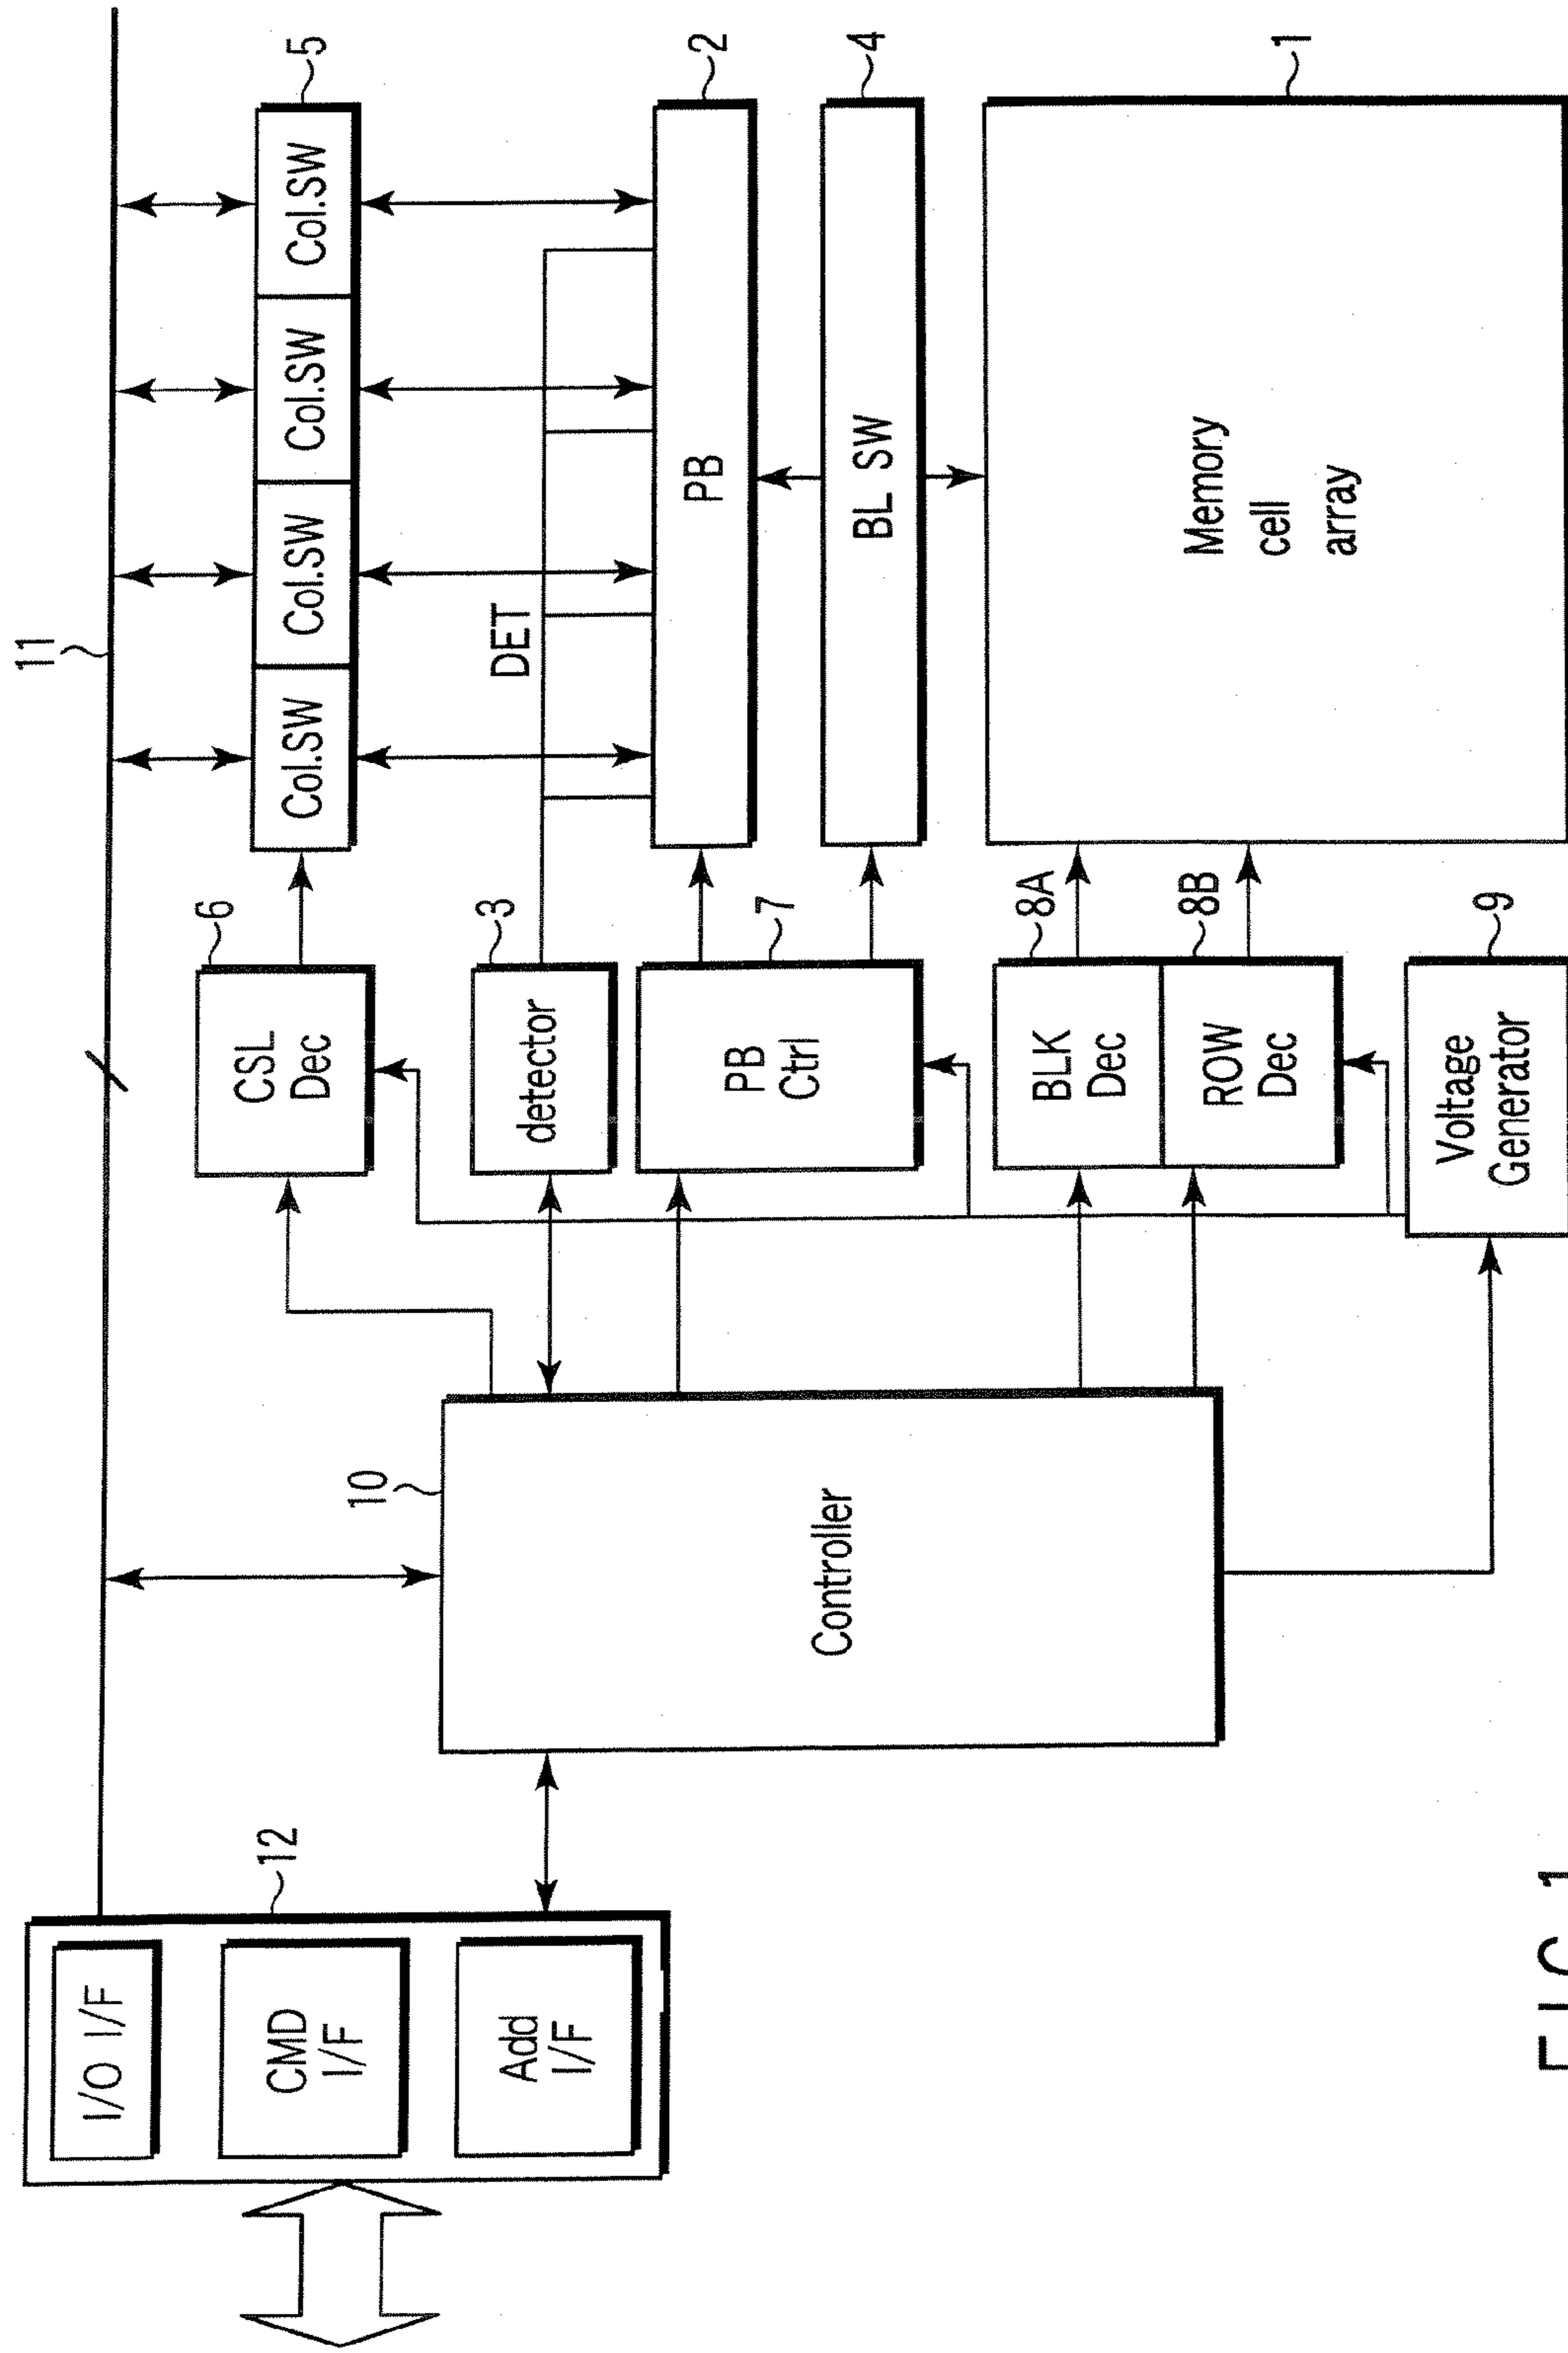 11
I/O I/F
CMD
I/F
Add
I/F
12
10
Controller
CSL
Dec
6
detector
3
PB
Ctrl
7
BLK
Dec
8A
ROW
Dec
8B
Voltage
Generator
9
Col.SW
Col.SW
Col.SW
Col.SW
5
DET
PB
2
BL SW
4
Memory
cell
array
1
FIG. 1